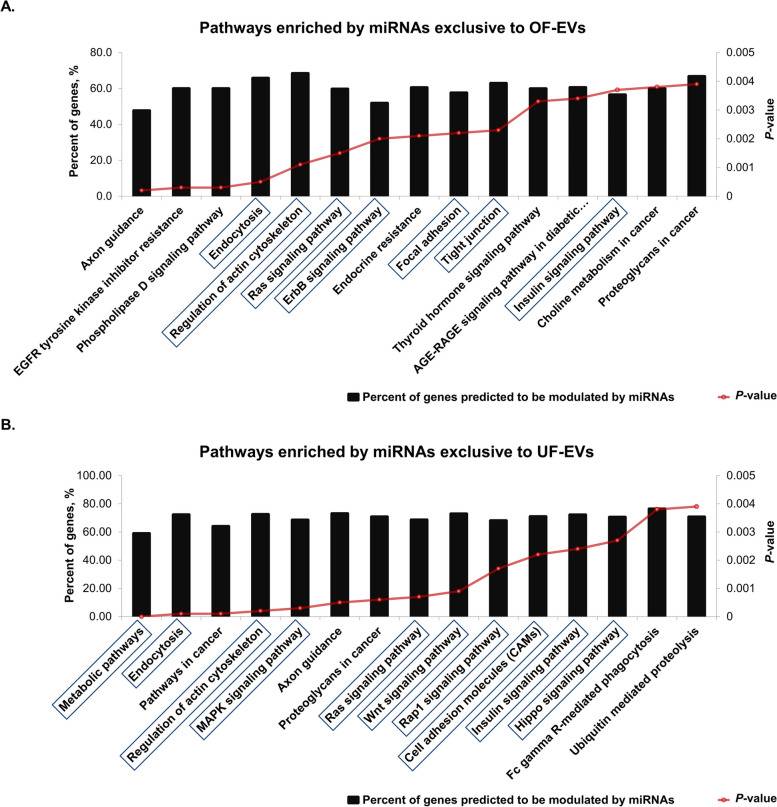 A.
Pathways enriched by miRNAs exclusive to OF-EVs
Percent of genes, %
80.0
60.0
40.0
20.0
0.0
0.005
0.004
0.003
0.002
0.001
0
P-value
Axon guidance
EGFR tyrosine kinase inhibitor resistance
Phospholipase D signaling pathway
Endocytosis
Regulation of actin cytoskeleton
Ras signaling pathway
ErbB signaling pathway
Endocrine resistance
Focal adhesion
Tight junction
Thyroid hormone signaling pathway
AGE-RAGE signaling pathway in diabetic...
Insulin signaling pathway
Choline metabolism in cancer
Proteoglycans in cancer
Percent of genes predicted to be modulated by miRNAs
P-value
B.
Pathways enriched by miRNAs exclusive to UF-EVs
Percent of genes, %
100.00
80.00
60.00
40.00
20.00
0.00
0.005
0.004
0.003
0.002
0.001
0
P-value
Metabolic pathways
Endocytosis
Pathways in cancer
Regulation of actin cytoskeleton
MAPK signaling pathway
Axon guidance
Proteoglycans in cancer
Ras signaling pathway
Wnt signaling pathway
Rap1 signaling pathway
Cell adhesion molecules (CAMs)
Insulin signaling pathway
Hippo signaling pathway
Fc gamma R-mediated phagocytosis
Ubiquitin mediated proteolysis
Percent of genes predicted to be modulated by miRNAs
P-value